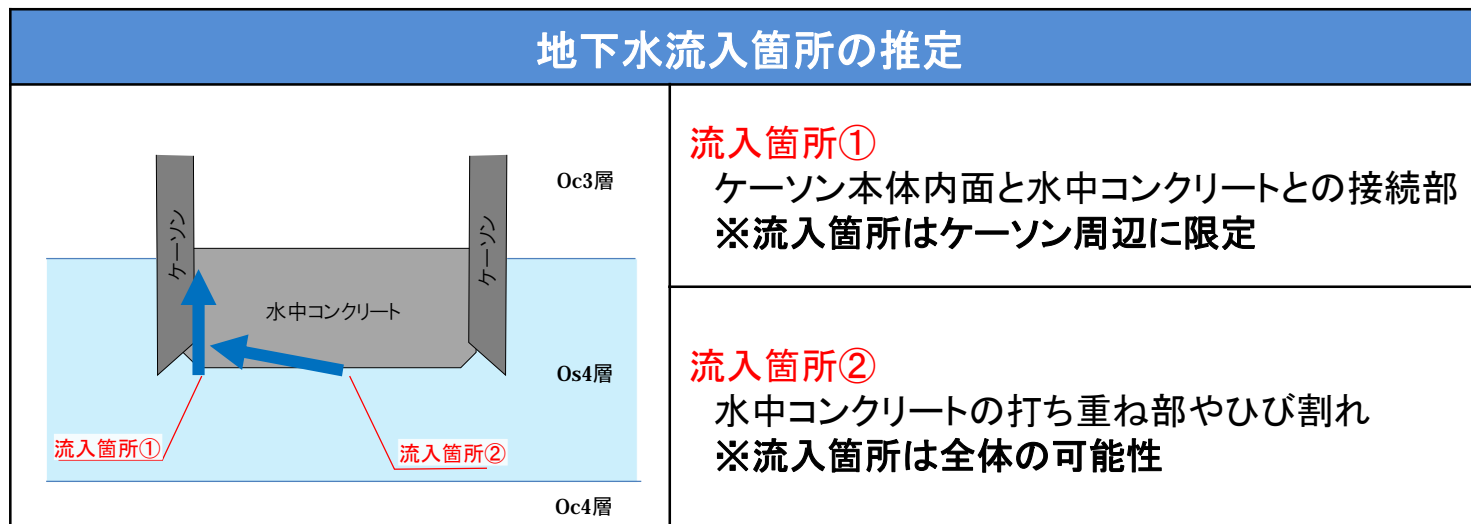 地下水流入箇所の推定
Oc3層
ケーソン
ケーソン
水中コンクリート
Os4層
流入箇所①
流入箇所②
Oc4層
流入箇所①
ケーソン本体内面と水中コンクリートとの接続部
※流入箇所はケーソン周辺に限定
流入箇所②
水中コンクリートの打ち重ね部やひび割れ
※流入箇所は全体の可能性